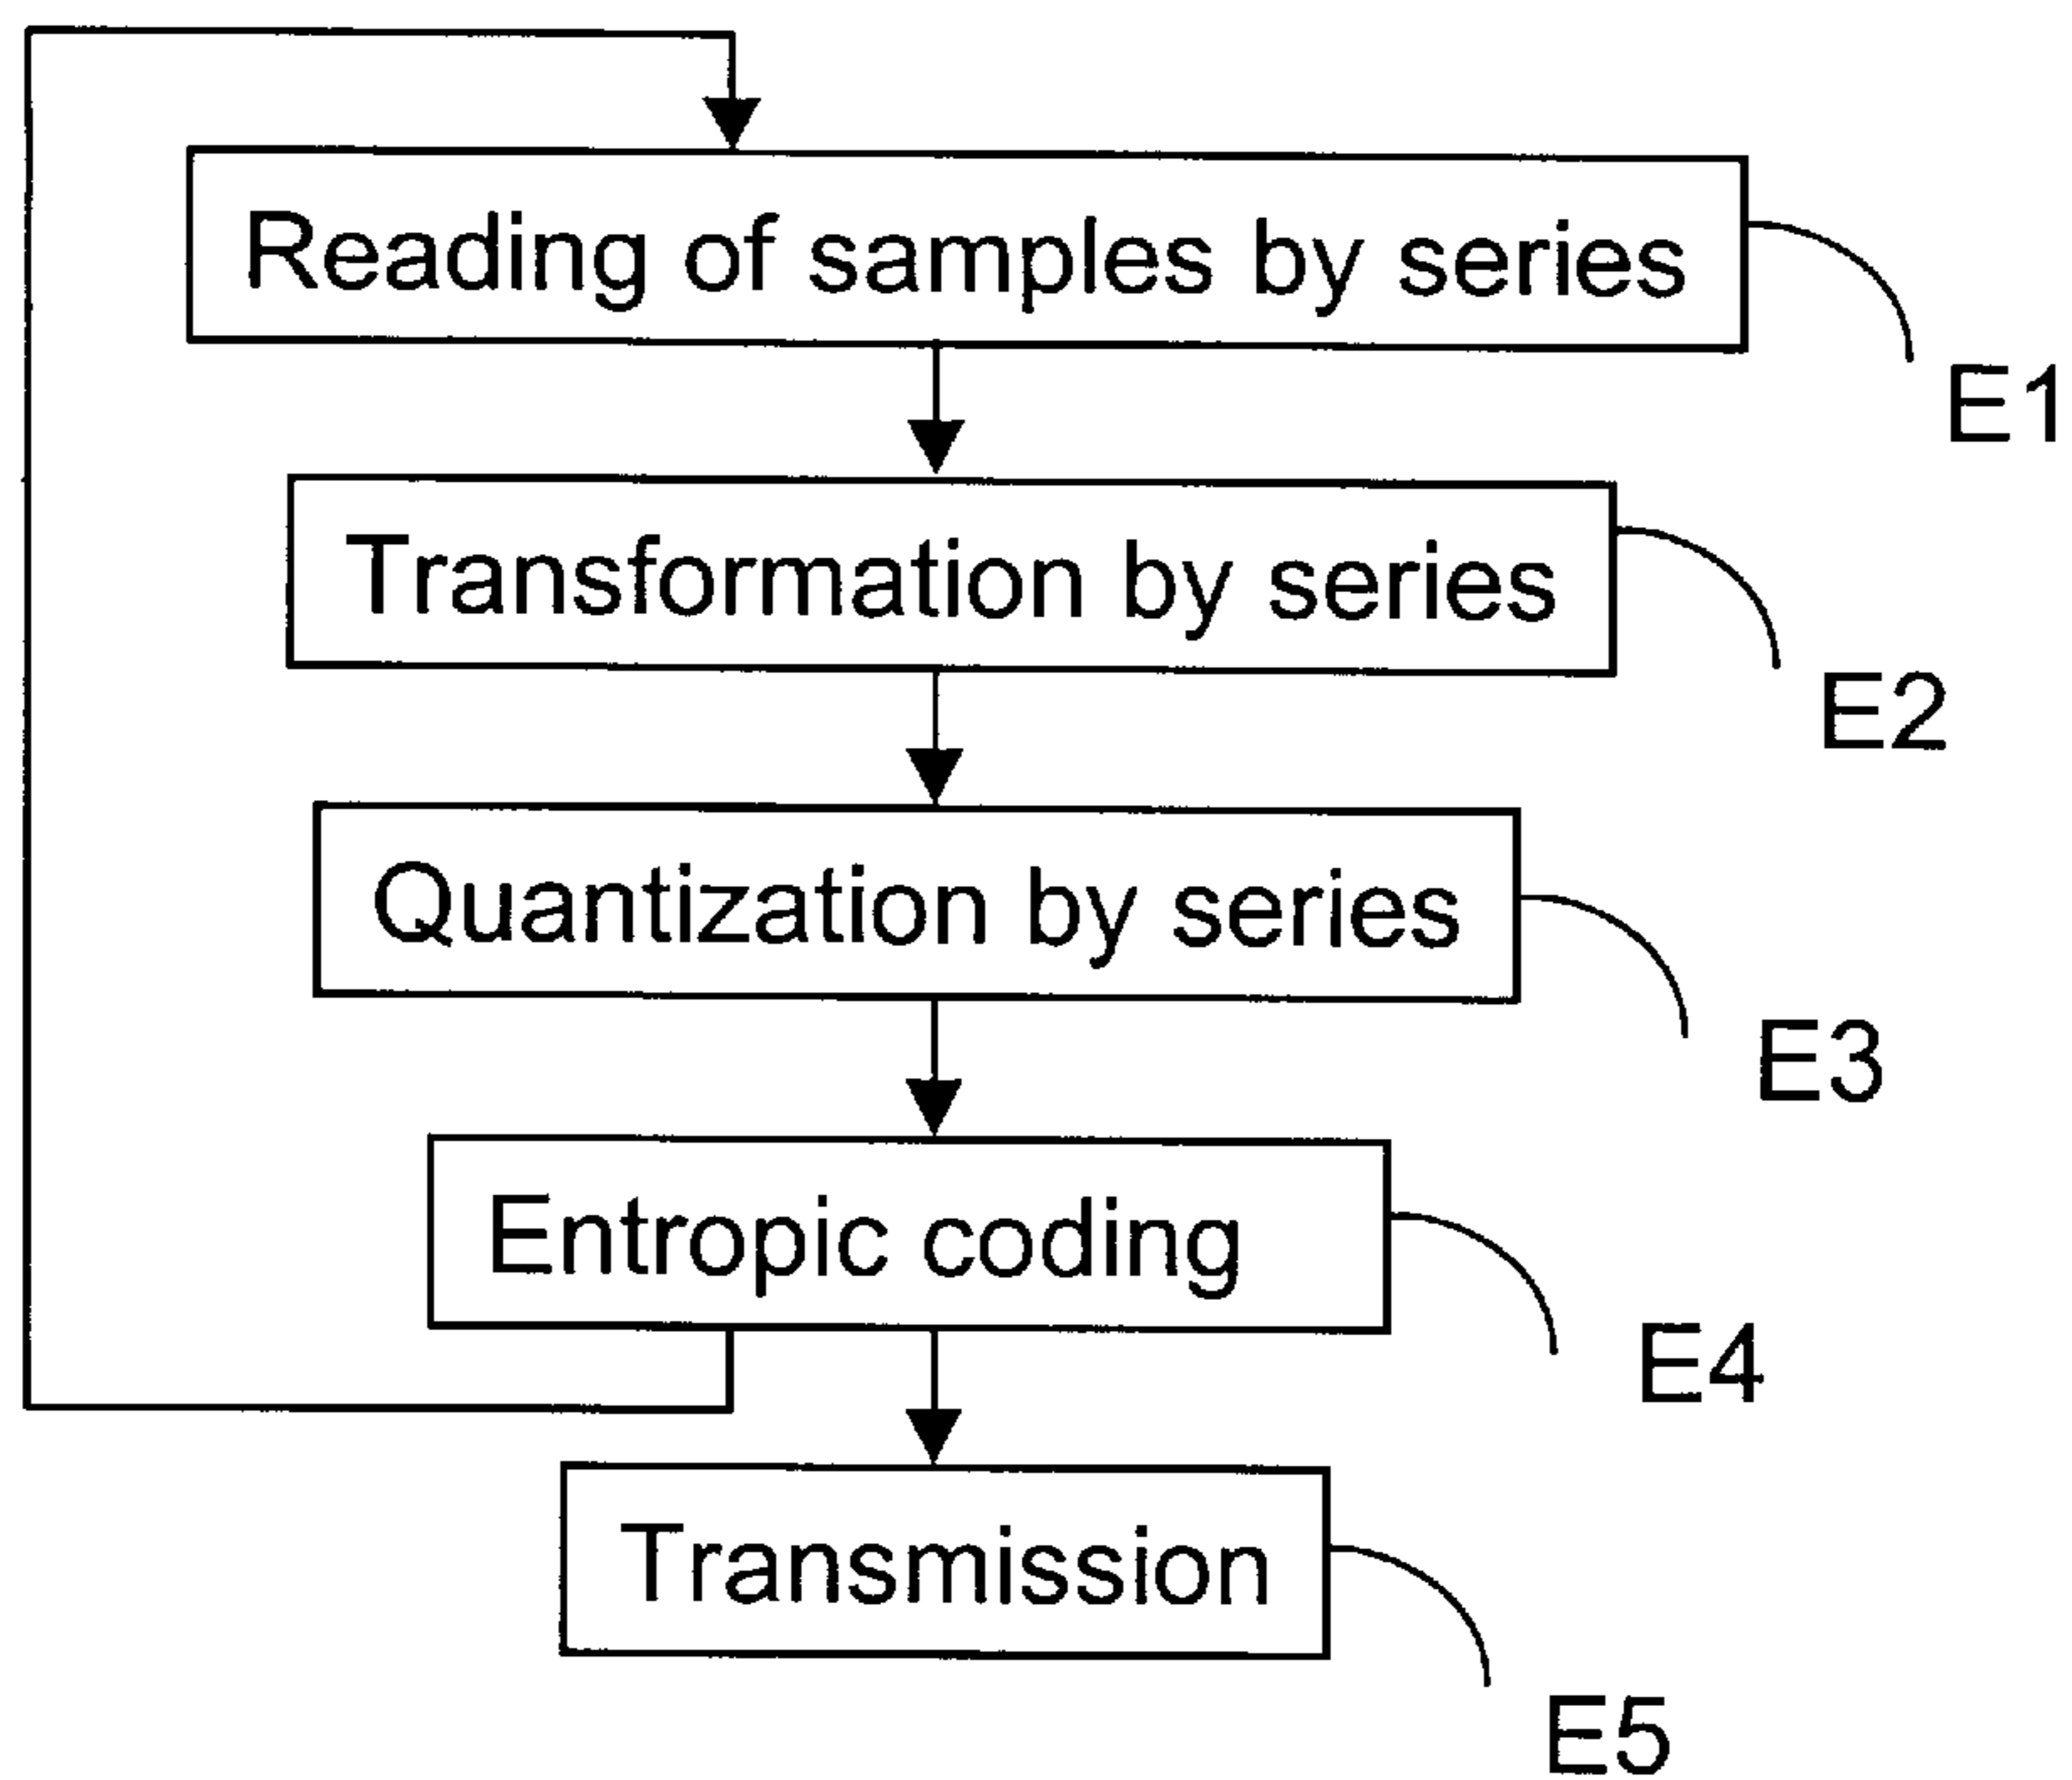 Reading of samples by series
E1
Transformation by series
E2
Quantization by series
E3
Entropic coding
E4
Transmission
E5